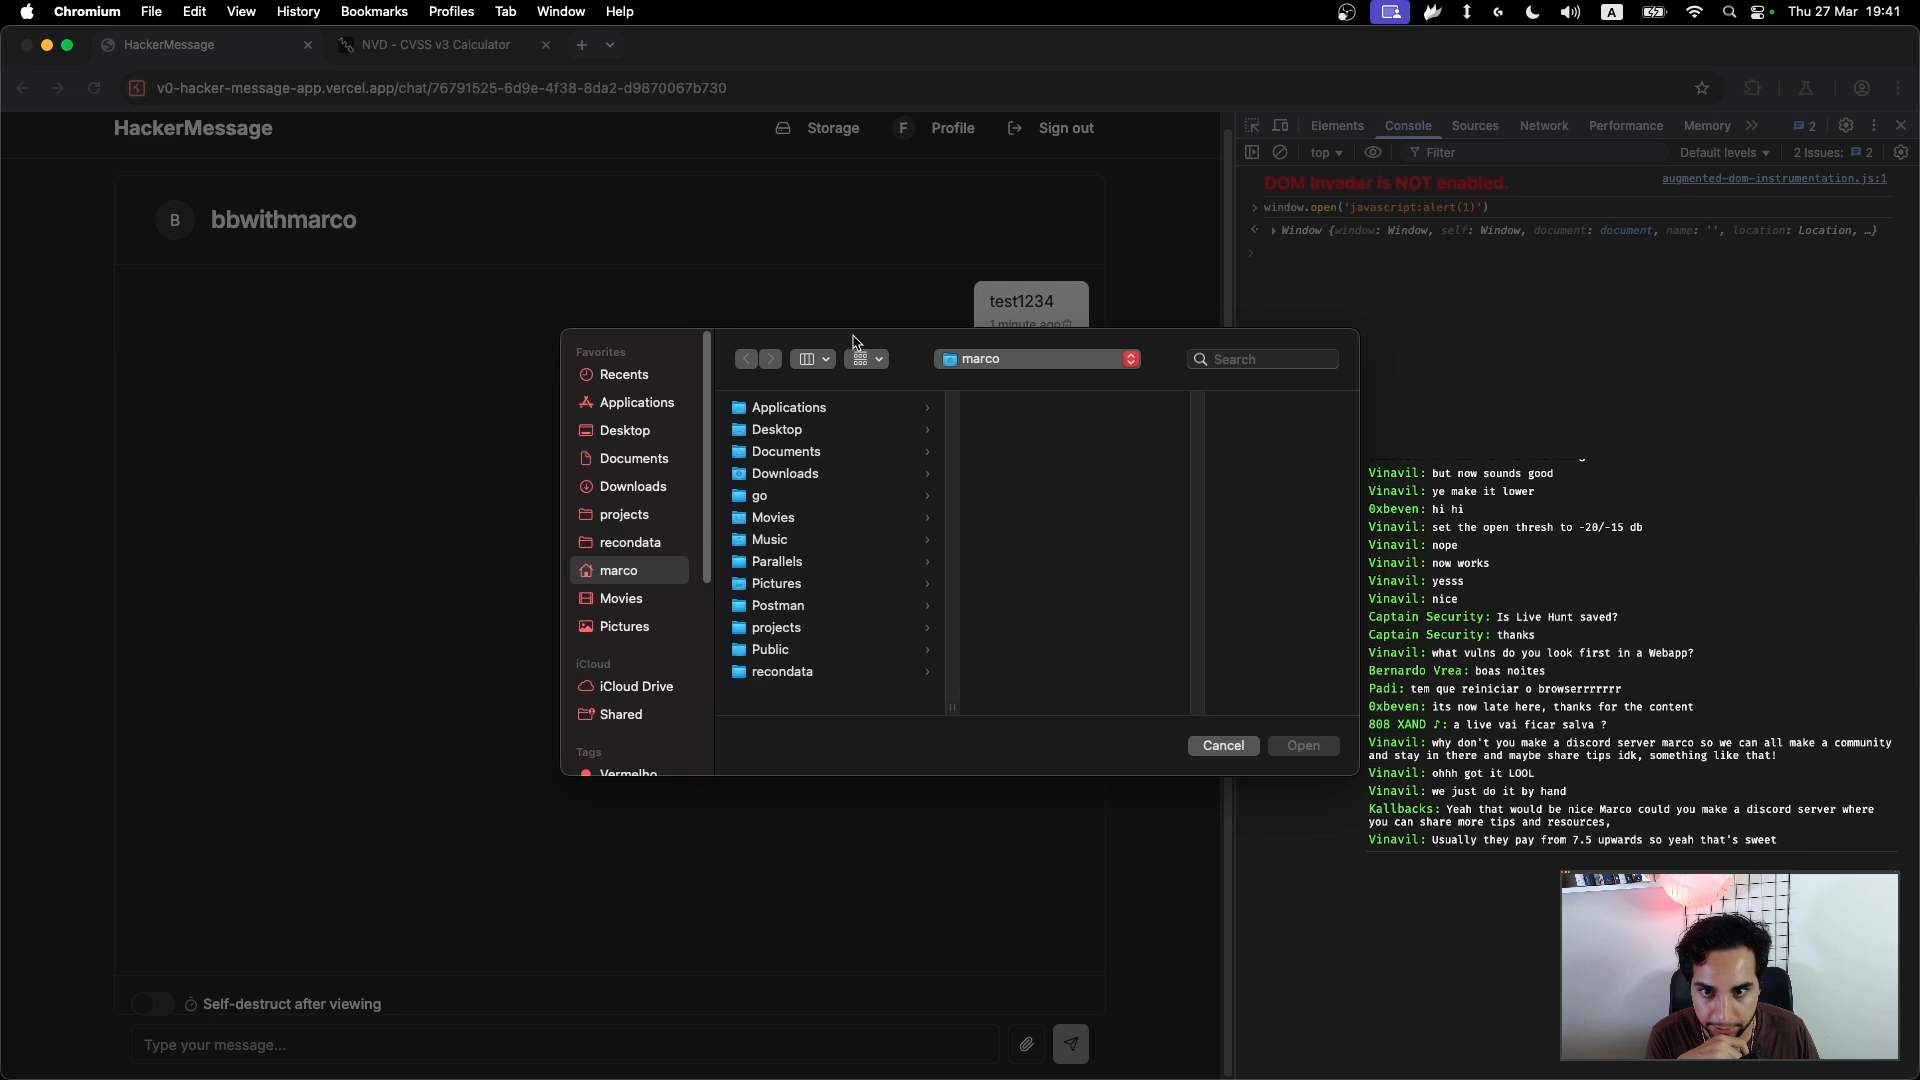 Chromium File Edit View History Bookmarks Profiles Tab Window Help
A
Thu 27 Mar 19:41
HackerMessage
NVD - CVSS v3 Calculator
v0-hacker-message-app.vercel.app/chat/76791525-6d9e-4f38-8da2-d9870067b730
HackerMessage
Storage
F Profile
Sign out
B bbwithmarco
test1234
1 minute ago
Elements Console Sources Network Performance Memory 2
top Filter Default levels 2 Issues: 2
DOM Invader is NOT enabled. augmented-dom-instrumentation.js:1
window.open('javascript:alert(1)')
Window {window: Window, self: Window, document: document, name: '', location: Location, …}
Favorites
Recents
Applications
Desktop
Documents
Downloads
projects
recondata
marco
Movies
Pictures
iCloud
iCloud Drive
Shared
Tags
Vermelho
marco
Search
Applications
Desktop
Documents
Downloads
go
Movies
Music
Parallels
Pictures
Postman
projects
Public
recondata
Cancel Open
Vinavil: but now sounds good
Vinavil: ye make it lower
0xbeven: hi hi
Vinavil: set the open thresh to -20/-15 db
Vinavil: nope
Vinavil: now works
Vinavil: yesss
Vinavil: nice
Captain Security: Is Live Hunt saved?
Captain Security: thanks
Vinavil: what vulns do you look first in a Webapp?
Bernardo Vrea: boas noites
Padi: tem que reiniciar o browserrrrrr
0xbeven: its now late here, thanks for the content
808 XAND ♪: a live vai ficar salva ?
Vinavil: why don't you make a discord server marco so we can all make a community
and stay in there and maybe share tips idk, something like that!
Vinavil: ohhh got it LOOL
Vinavil: we just do it by hand
Kallbacks: Yeah that would be nice Marco could you make a discord server where
you can share more tips and resources,
Vinavil: Usually they pay from 7.5 upwards so yeah that's sweet
Self-destruct after viewing
Type your message...